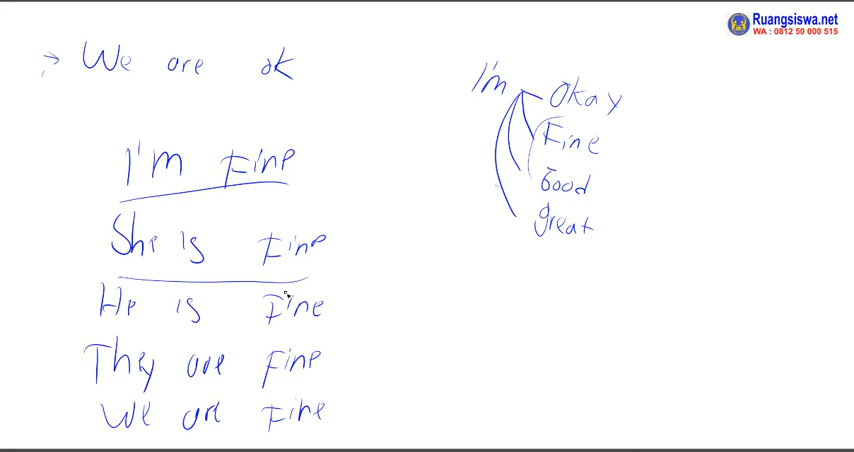 Ruangsiswa.net
WA : 0812 50 000 515
→ We are ok
I'm Fine
She is Fine
He is Fine
They are Fine
We are Fine
I'm
Okay
Fine
Good
great